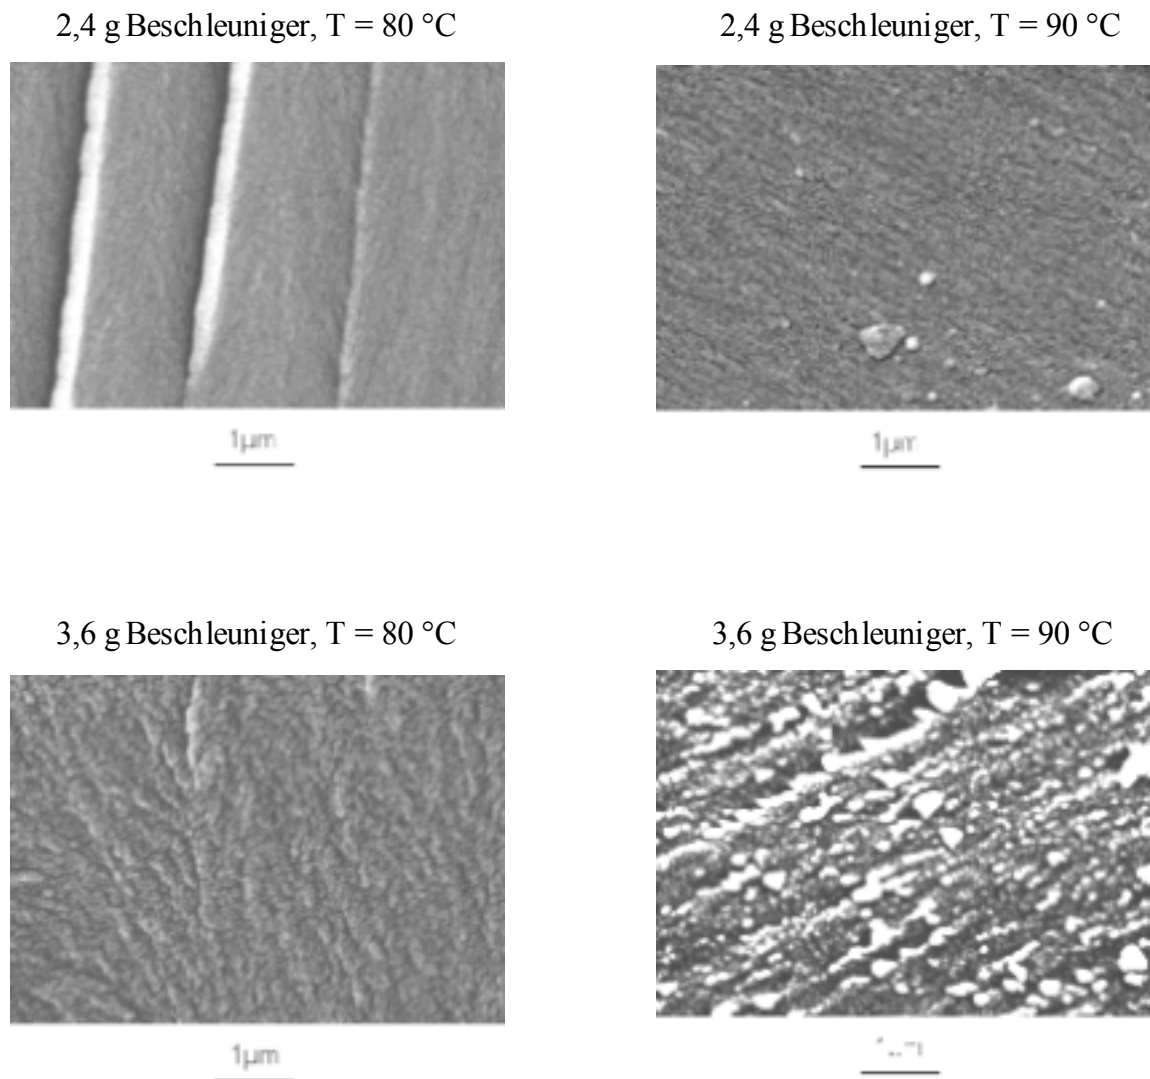 2,4 g Beschleuniger, T = 80 °C
2,4 g Beschleuniger, T = 90 °C
1µm
1µm
3,6 g Beschleuniger, T = 80 °C
3,6 g Beschleuniger, T = 90 °C
1µm